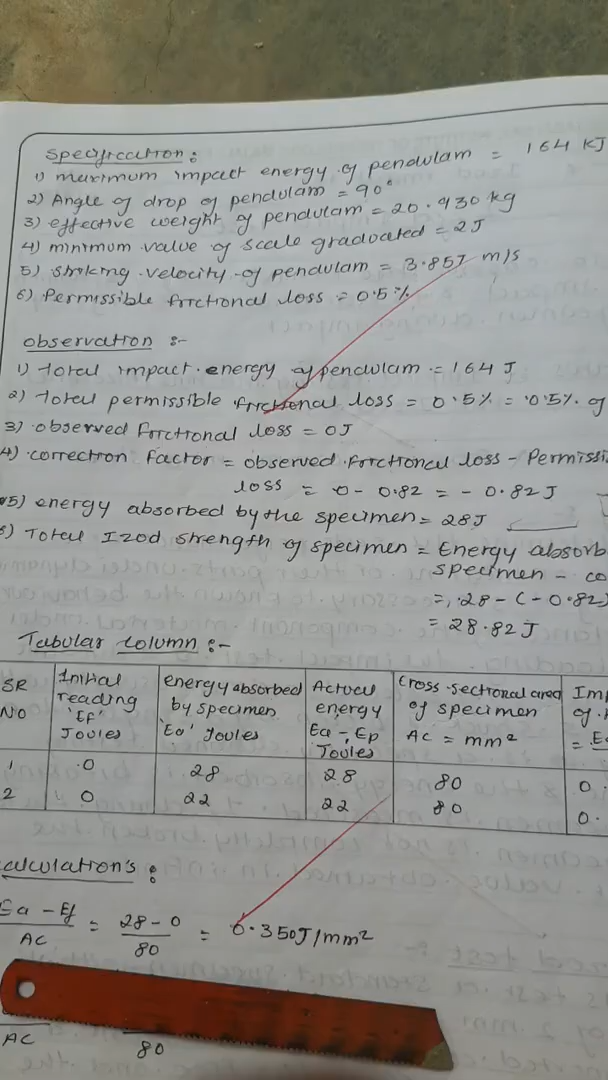 Specification :
1) maximum impact energy of pendulam = 164 KJ
2) Angle of drop of pendulam = 90°
3) effective weight of pendulam = 20.930 kg
4) minimum value of scale graduated = 2J
5) striking velocity of pendulam = 3.857 m/s
6) Permissible frictional loss = 0.5%
observation :-
1) total impact energy of pendulam = 164 J
2) total permissible frictional loss = 0.5% = 0.5% of
3) observed frictional loss = 0J
4) correction factor = observed frictional loss - Permissi
loss = 0 - 0.82 = - 0.82 J
5) energy absorbed by the specimen = 28J
6) Total Izod strength of specimen = Energy absorb
specimen - co
= 28 - (- 0.82)
= 28.82 J
Tabular column :-
SR NO | Initial reading 'Ef' Joules | energy absorbed by specimen 'Ea' Joules | Actual energy Ea - Ep Joules | cross sectional area of specimen AC = mm² | Im of = E
1 | 0 | 28 | 28 | 80 | 0.
2 | 0 | 22 | 22 | 80 | 0.
alculation's :
Ea - Ef / AC = 28 - 0 / 80 = 0.350J/mm²
AC 80